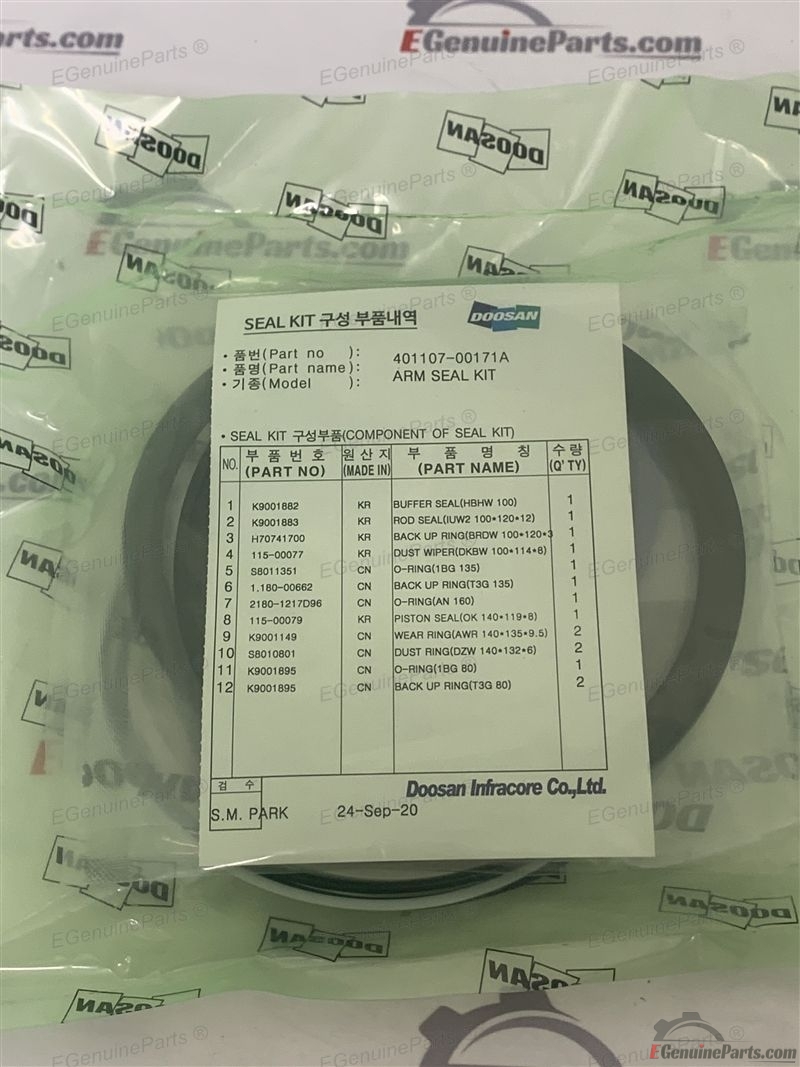 EGenuineParts.com
SEAL KIT 구성 부품내역
DOOSAN
• 품번(Part no ): 401107-00171A
• 품명(Part name): ARM SEAL KIT
• 기종(Model ):
• SEAL KIT 구성부품(COMPONENT OF SEAL KIT)
NO. 부 품 번 호 (PART NO) 원 산 지 (MADE IN) 부 품 명 칭 (PART NAME) 수 량 (Q' TY)
1 K9001882 KR BUFFER SEAL(HBHW 100) 1
2 K9001883 KR ROD SEAL(IUW2 100*120*12) 1
3 H70741700 KR BACK UP RING(BRDW 100*120*3 1
4 115-00077 KR DUST WIPER(DKBW 100*114*8) 1
5 S8011351 CN O-RING(1BG 135) 1
6 1.180-00662 CN BACK UP RING(T3G 135) 1
7 2180-1217D96 CN O-RING(AN 160) 1
8 115-00079 KR PISTON SEAL(OK 140*119*8) 1
9 K9001149 CN WEAR RING(AWR 140*135*9.5) 2
10 S8010801 CN DUST RING(DZW 140*132*6) 2
11 K9001895 CN O-RING(1BG 80) 1
12 K9001895 CN BACK UP RING(T3G 80) 2
검 수
Doosan Infracore Co.,Ltd.
S.M. PARK 24-Sep-20
EGenuineParts.com